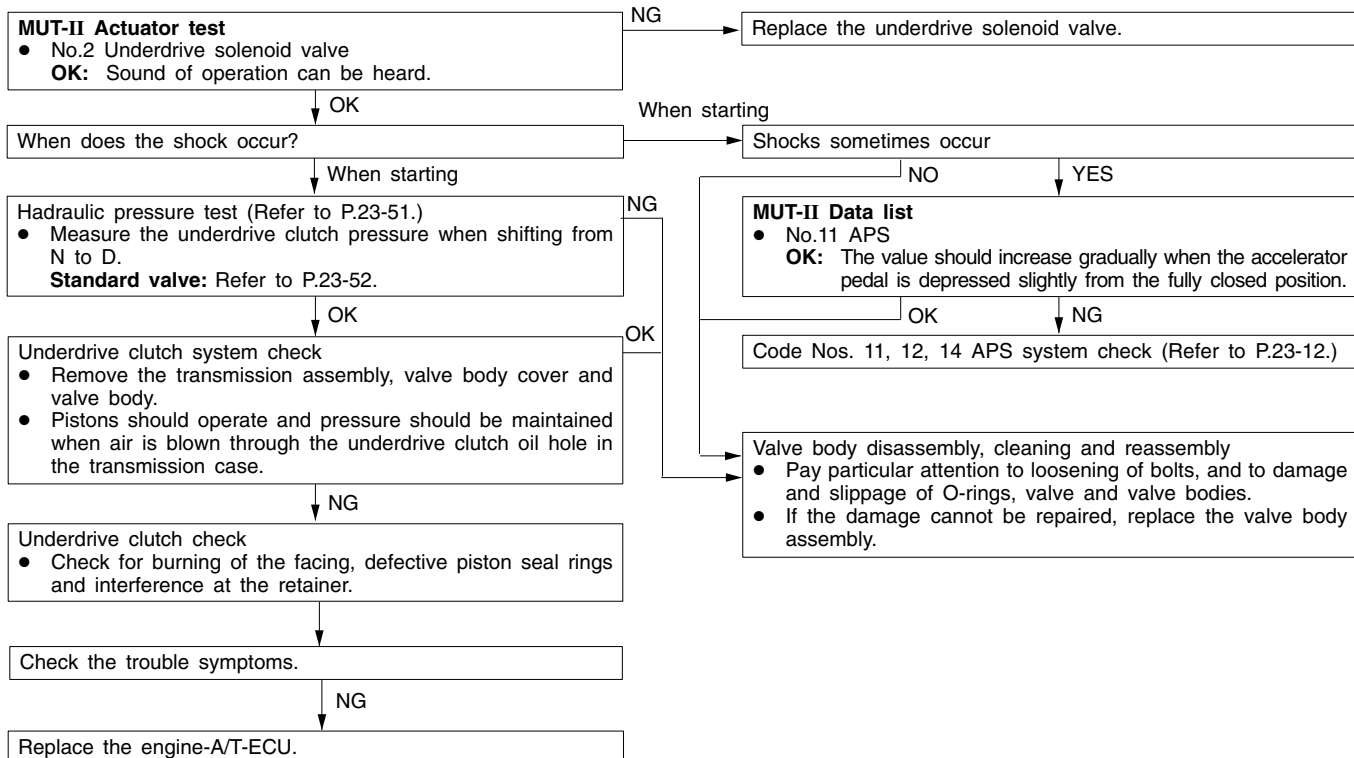 MUT-II Actuator test
● No.2 Underdrive solenoid valve
OK: Sound of operation can be heard.
NG
Replace the underdrive solenoid valve.
OK
When does the shock occur?
When starting
Shocks sometimes occur
When starting
NO
YES
Hadraulic pressure test (Refer to P.23-51.)
● Measure the underdrive clutch pressure when shifting from
N to D.
Standard valve: Refer to P.23-52.
NG
MUT-II Data list
● No.11 APS
OK: The value should increase gradually when the accelerator
pedal is depressed slightly from the fully closed position.
OK
OK
NG
Code Nos. 11, 12, 14 APS system check (Refer to P.23-12.)
Underdrive clutch system check
● Remove the transmission assembly, valve body cover and
valve body.
● Pistons should operate and pressure should be maintained
when air is blown through the underdrive clutch oil hole in
the transmission case.
OK
Valve body disassembly, cleaning and reassembly
● Pay particular attention to loosening of bolts, and to damage
and slippage of O-rings, valve and valve bodies.
● If the damage cannot be repaired, replace the valve body
assembly.
NG
Underdrive clutch check
● Check for burning of the facing, defective piston seal rings
and interference at the retainer.
Check the trouble symptoms.
NG
Replace the engine-A/T-ECU.